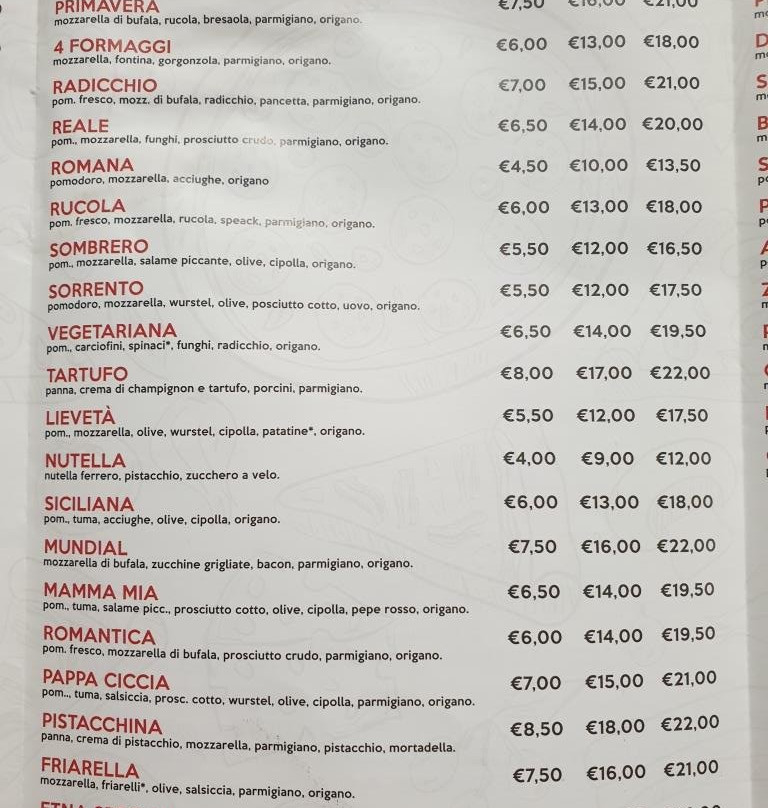 PRIMAVERA €7,50 €16,00 €21,00
mozzarella di bufala, rucola, bresaola, parmigiano, origano.
4 FORMAGGI €6,00 €13,00 €18,00
mozzarella, fontina, gorgonzola, parmigiano, origano.
RADICCHIO €7,00 €15,00 €21,00
pom. fresco, mozz. di bufala, radicchio, pancetta, parmigiano, origano.
REALE €6,50 €14,00 €20,00
pom., mozzarella, funghi, prosciutto crudo, parmigiano, origano.
ROMANA €4,50 €10,00 €13,50
pomodoro, mozzarella, acciughe, origano
RUCOLA €6,00 €13,00 €18,00
pom. fresco, mozzarella, rucola, speack, parmigiano, origano.
SOMBRERO €5,50 €12,00 €16,50
pom., mozzarella, salame piccante, olive, cipolla, origano.
SORRENTO €5,50 €12,00 €17,50
pomodoro, mozzarella, wurstel, olive, posciutto cotto, uovo, origano.
VEGETARIANA €6,50 €14,00 €19,50
pom., carciofini, spinaci*, funghi, radicchio, origano.
TARTUFO €8,00 €17,00 €22,00
panna, crema di champignon e tartufo, porcini, parmigiano.
LIEVETÀ €5,50 €12,00 €17,50
pom., mozzarella, olive, wurstel, cipolla, patatine*, origano.
NUTELLA €4,00 €9,00 €12,00
nutella ferrero, pistacchio, zucchero a velo.
SICILIANA €6,00 €13,00 €18,00
pom., tuma, acciughe, olive, cipolla, origano.
MUNDIAL €7,50 €16,00 €22,00
mozzarella di bufala, zucchine grigliate, bacon, parmigiano, origano.
MAMMA MIA €6,50 €14,00 €19,50
pom., tuma, salame picc., prosciutto cotto, olive, cipolla, pepe rosso, origano.
ROMANTICA €6,00 €14,00 €19,50
pom. fresco, mozzarella di bufala, prosciutto crudo, parmigiano, origano.
PAPPA CICCIA €7,00 €15,00 €21,00
pom.., tuma, salsiccia, prosc. cotto, wurstel, olive, cipolla, parmigiano, origano.
PISTACCHINA €8,50 €18,00 €22,00
panna, crema di pistacchio, mozzarella, parmigiano, pistacchio, mortadella.
FRIARELLA €7,50 €16,00 €21,00
mozzarella, friarelli*, olive, salsiccia, parmigiano, origano.